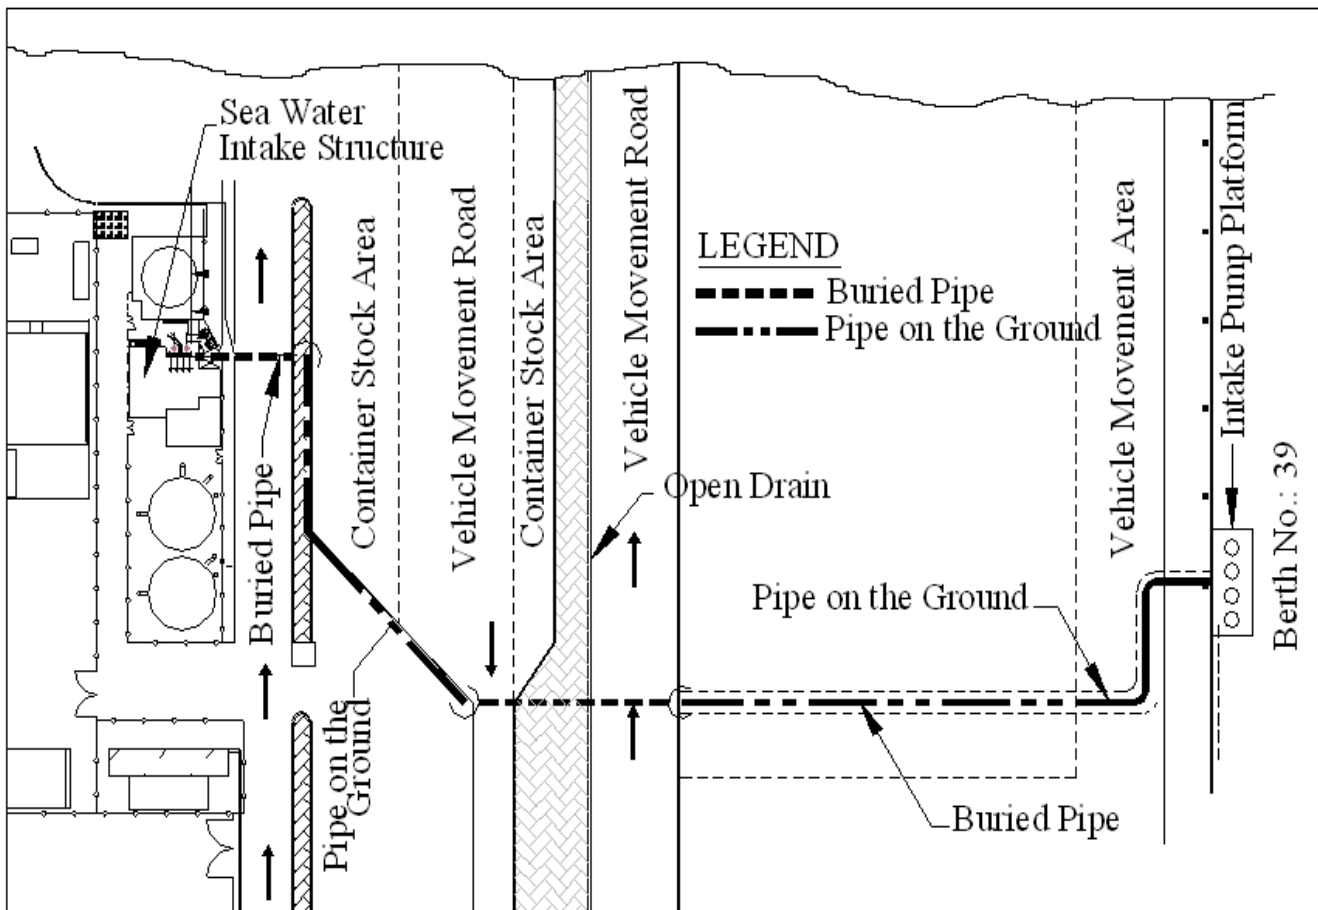 Sea Water
Intake Structure
Container Stock Area
Vehicle Movement Road
Container Stock Area
Vehicle Movement Road
LEGEND
Buried Pipe
Pipe on the Ground
Vehicle Movement Area
Intake Pump Platform
Berth No.: 39
Open Drain
Buried Pipe
Pipe on the Ground
Pipe on the
Ground
Buried Pipe